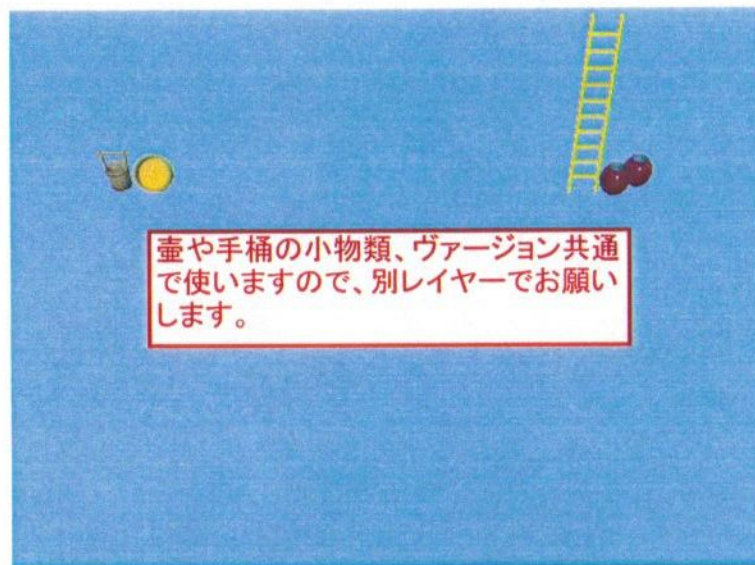 壷や手桶の小物類、ヴァージョン共通
で使いますので、別レイヤーでお願い
します。